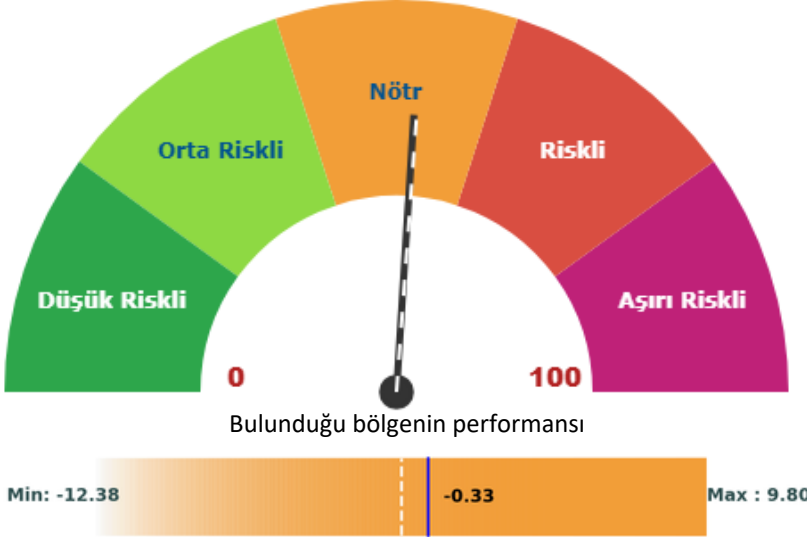 Nötr
Orta Riskli
Riskli
Düşük Riskli
Aşırı Riskli
0
100
Bulunduğu bölgenin performansı
Min: -12.38
-0.33
Max : 9.80